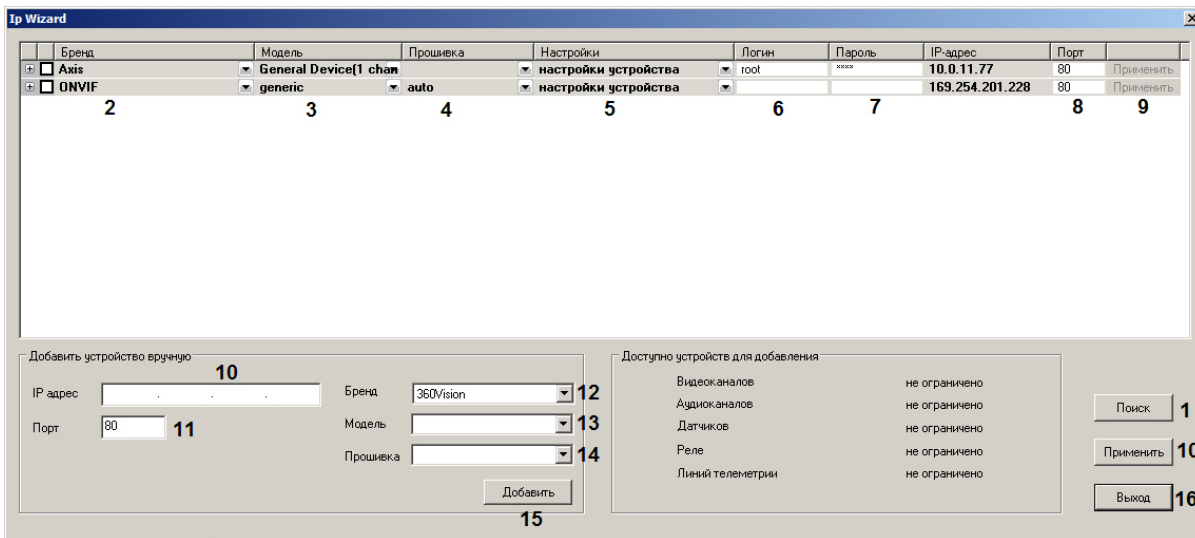 Ip Wizard
Бренд Модель Прошивка Настройки Логин Пароль IP-адрес Порт
Axis General Device(1 chan настройки устройства root **** 10.0.11.77 80 Применить
ONVIF generic auto настройки устройства 169.254.201.228 80 Применить
2 3 4 5 6 7 8 9
Добавить устройство вручную
10
IP адрес . . .
Порт 80 11
Бренд 360Vision 12
Модель 13
Прошивка 14
Добавить
15
Доступно устройств для добавления
Видеоканалов не ограничено
Аудиоканалов не ограничено
Датчиков не ограничено
Реле не ограничено
Линий телеметрии не ограничено
Поиск 1
Применить 10
Выход 16